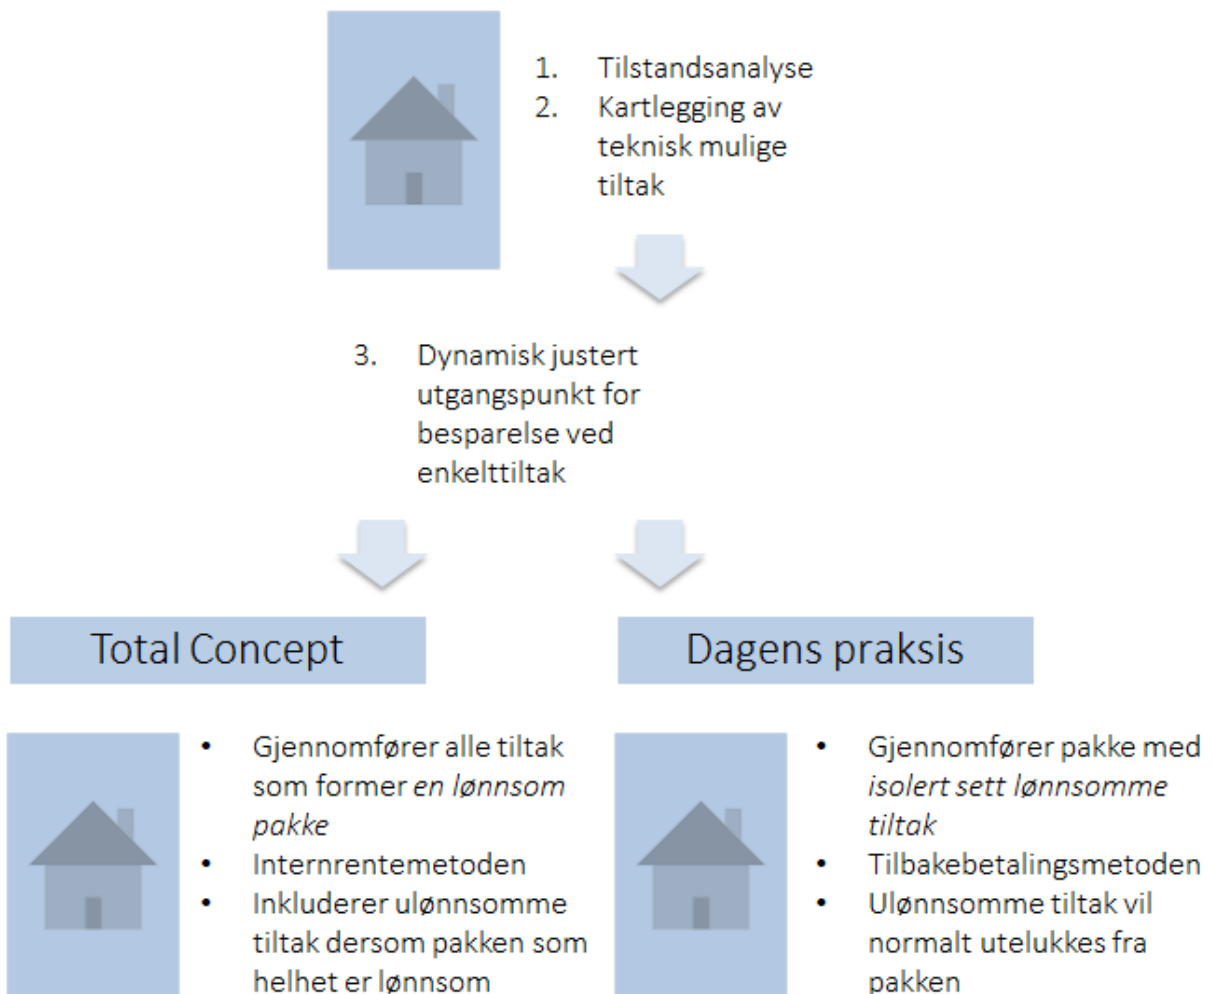 1. Tilstandsanalyse
2. Kartlegging av
teknisk mulige
tiltak
3. Dynamisk justert
utgangspunkt for
besparelse ved
enkelttiltak
Total Concept
• Gjennomfører alle tiltak
som former en lønnsom
pakke
• Internrentemetoden
• Inkluderer ulønnsomme
tiltak dersom pakken som
helhet er lønnsom
Dagens praksis
• Gjennomfører pakke med
isolert sett lønnsomme
tiltak
• Tilbakebetalingsmetoden
• Ulønnsomme tiltak vil
normalt utelukkes fra
pakken